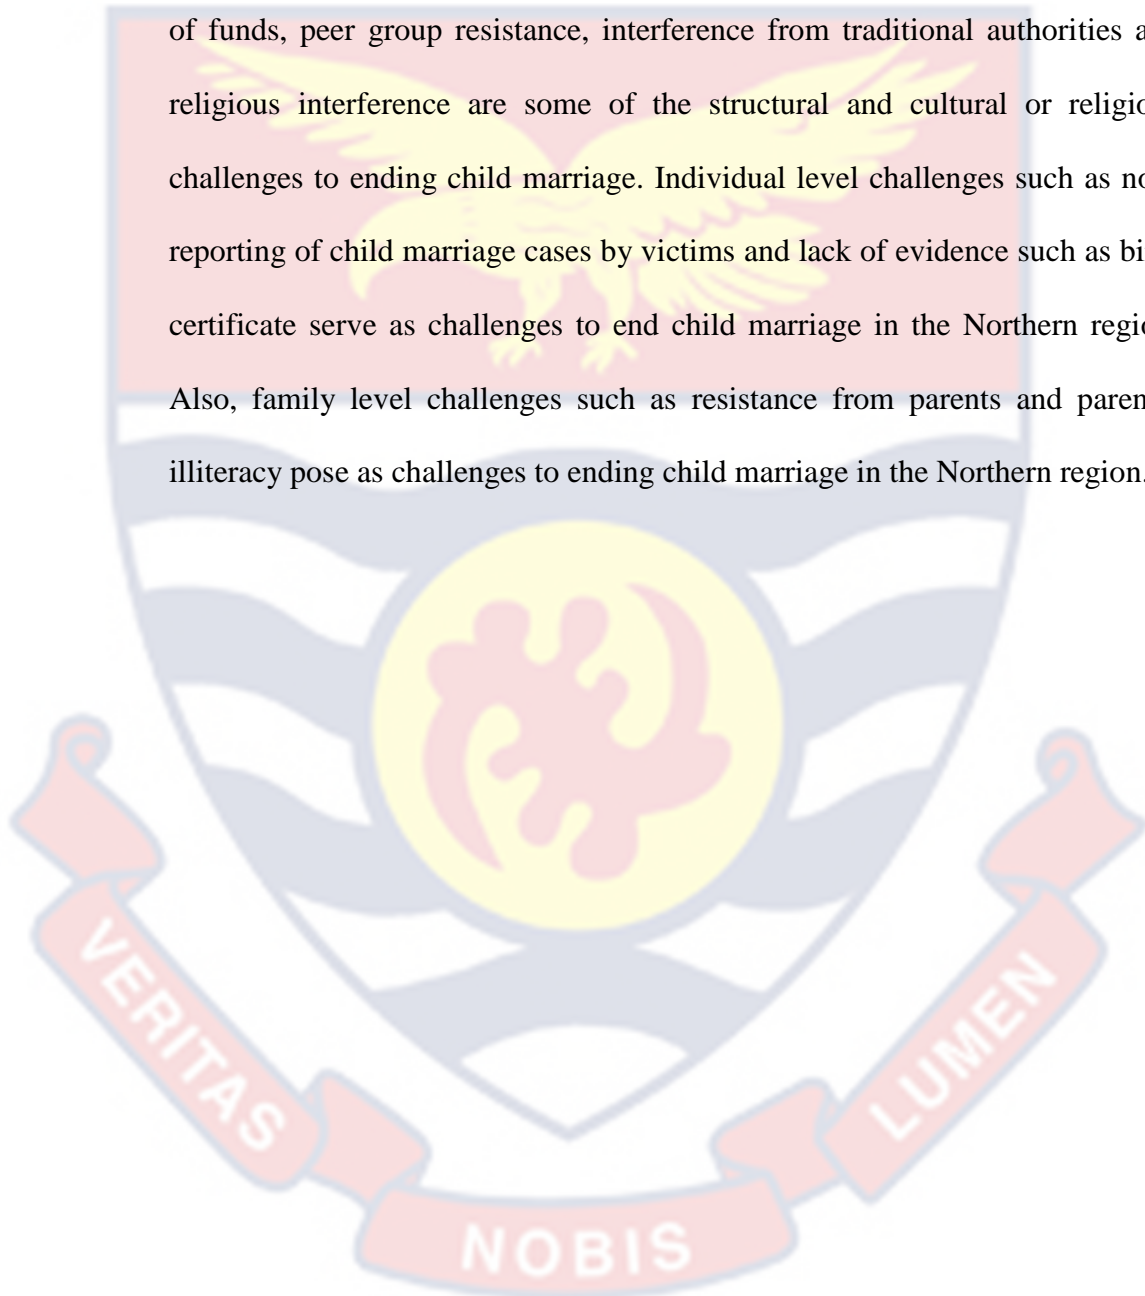 of funds, peer group resistance, interference from traditional authorities a
religious interference are some of the structural and cultural or religio
challenges to ending child marriage. Individual level challenges such as no
reporting of child marriage cases by victims and lack of evidence such as bi
certificate serve as challenges to end child marriage in the Northern regio
Also, family level challenges such as resistance from parents and paren
illiteracy pose as challenges to ending child marriage in the Northern region.
VERITAS
NOBIS
LUMEN